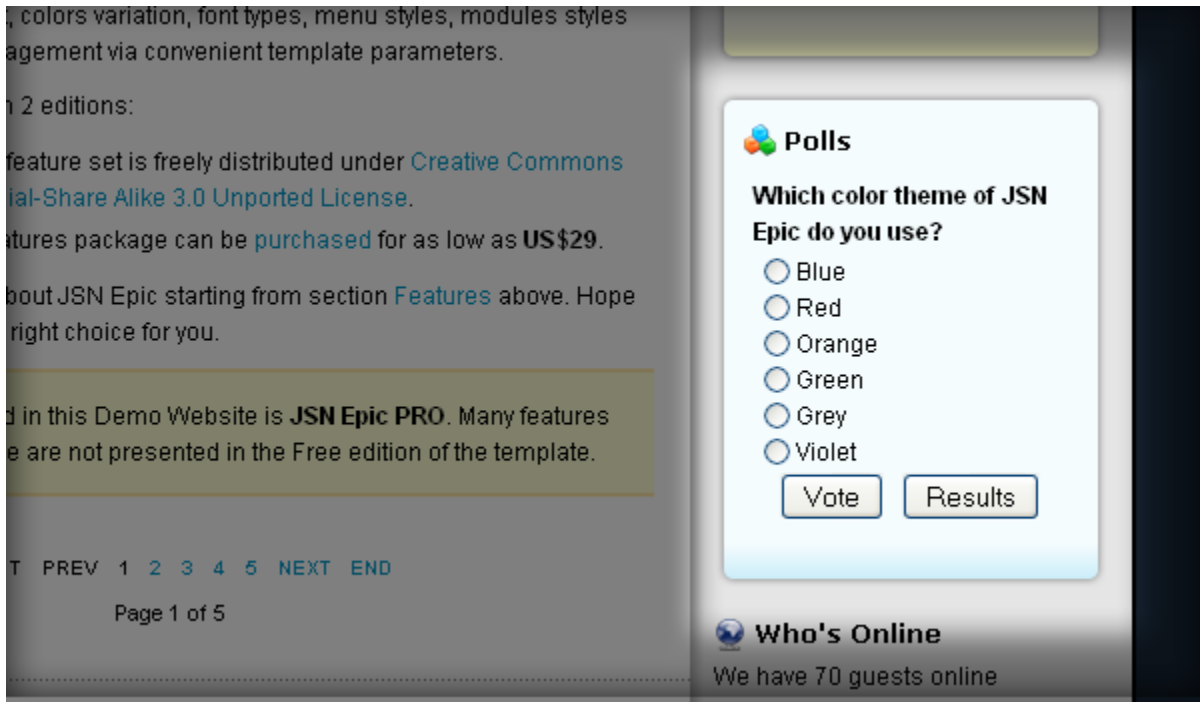 , colors variation, font types, menu styles, modules styles
agement via convenient template parameters.
2 editions:
feature set is freely distributed under Creative Commons
ial-Share Alike 3.0 Unported License.
atures package can be purchased for as low as US$29.
bout JSN Epic starting from section Features above. Hope
right choice for you.
d in this Demo Website is JSN Epic PRO. Many features
e are not presented in the Free edition of the template.
T PREV 1 2 3 4 5 NEXT END
Page 1 of 5
Polls
Which color theme of JSN
Epic do you use?
Blue
Red
Orange
Green
Grey
Violet
Vote Results
Who's Online
We have 70 guests online